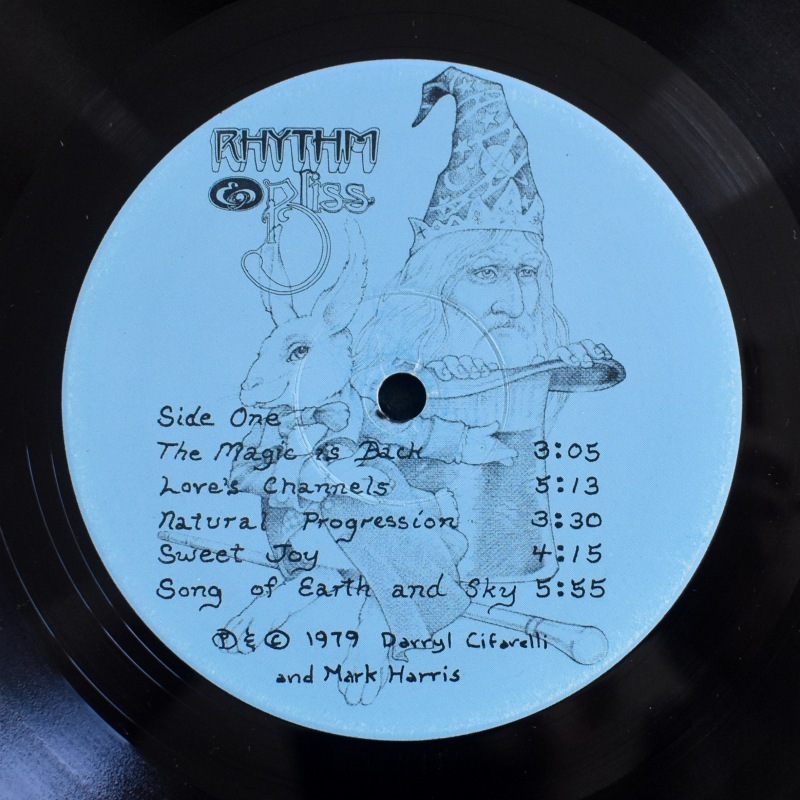 RHYTHM
& Bliss
Side One
The Magic is Back 3:05
Love's Channels 5:13
Natural Progression 3:30
Sweet Joy 4:15
Song of Earth and Sky 5:55
℗ & © 1979 Darryl Cifarelli
and Mark Harris